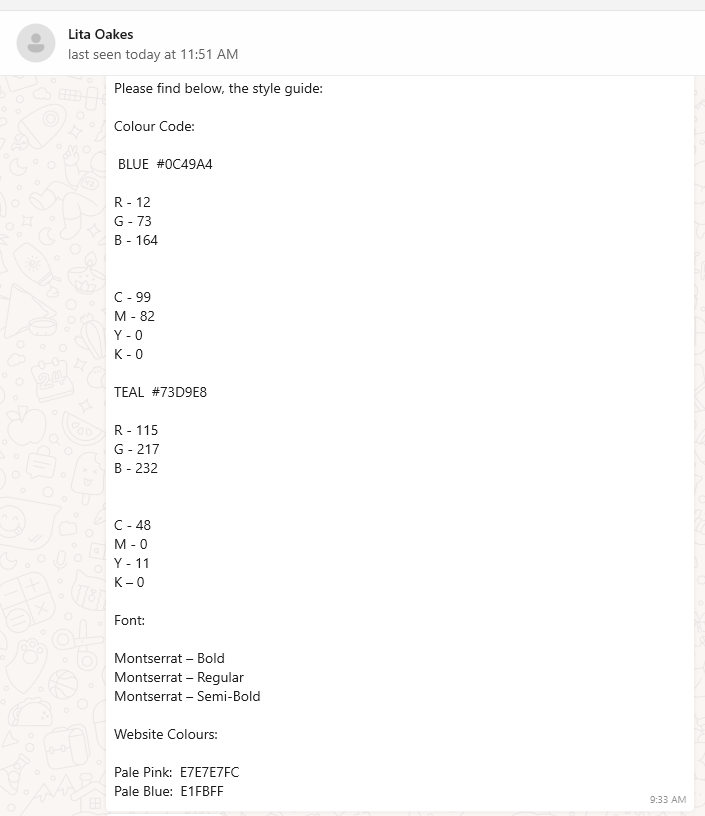 Lita Oakes
last seen today at 11:51 AM
Please find below, the style guide:
Colour Code:
BLUE  #0C49A4
R - 12
G - 73
B - 164
C - 99
M - 82
Y - 0
K - 0
TEAL  #73D9E8
R - 115
G - 217
B - 232
C - 48
M - 0
Y - 11
K – 0
Font:
Montserrat – Bold
Montserrat – Regular
Montserrat – Semi-Bold
Website Colours:
Pale Pink:  E7E7E7FC
Pale Blue:  E1FBFF
9:33 AM